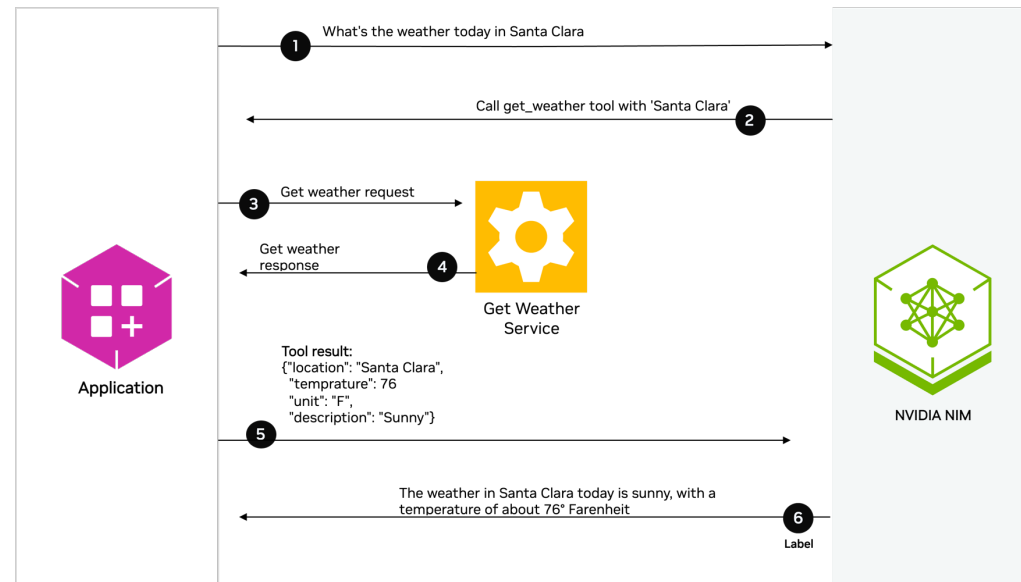 What's the weather today in Santa Clara
1
Call get_weather tool with 'Santa Clara'
2
Get weather request
3
Get weather
response
4
Get Weather
Service
Tool result:
{"location": "Santa Clara",
"temprature": 76
"unit": "F",
"description": "Sunny"}
Application
NVIDIA NIM
5
The weather in Santa Clara today is sunny, with a
temperature of about 76° Farenheit
6
Label